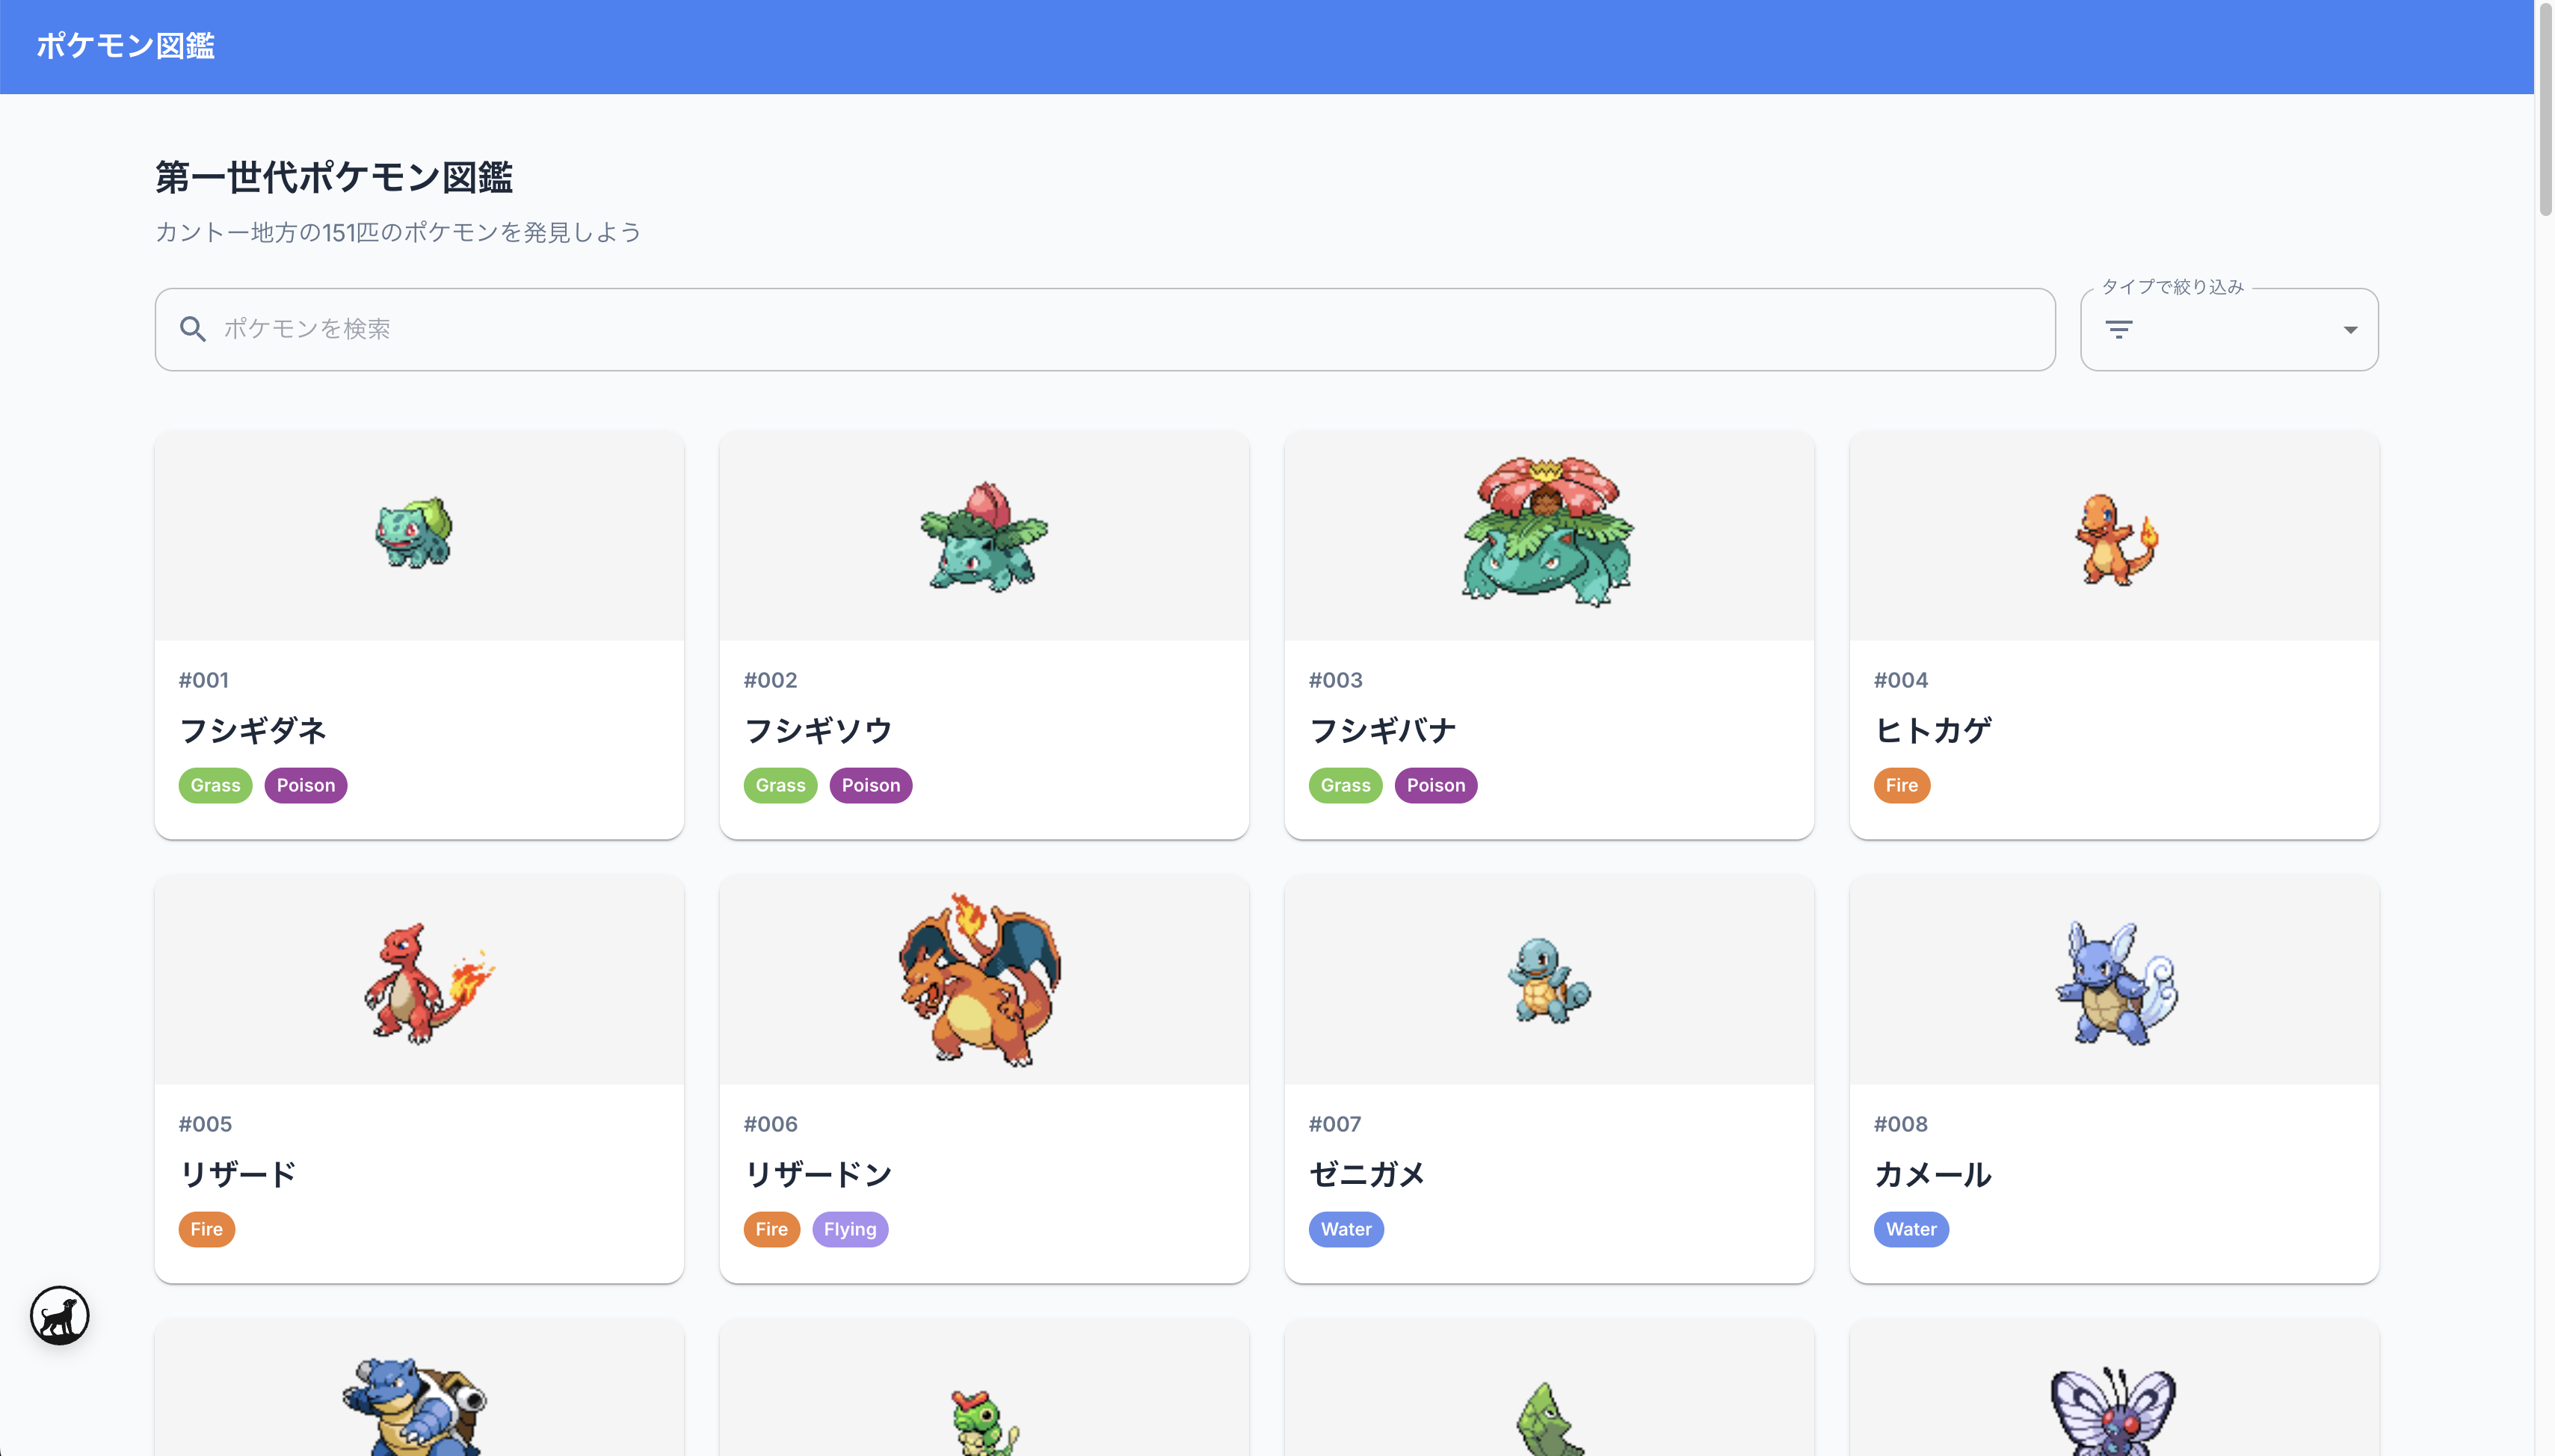 ポケモン図鑑
第一世代ポケモン図鑑
カントー地方の151匹のポケモンを発見しよう
ポケモンを検索
タイプで絞り込み
#001
フシギダネ
Grass Poison
#002
フシギソウ
Grass Poison
#003
フシギバナ
Grass Poison
#004
ヒトカゲ
Fire
#005
リザード
Fire
#006
リザードン
Fire Flying
#007
ゼニガメ
Water
#008
カメール
Water